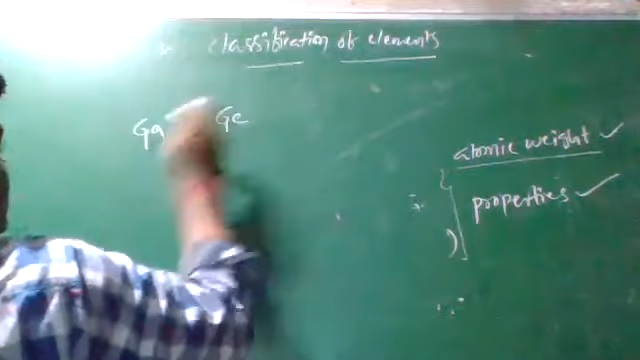 classification of elements
Ga Ge
atomic weight ✓
properties ✓